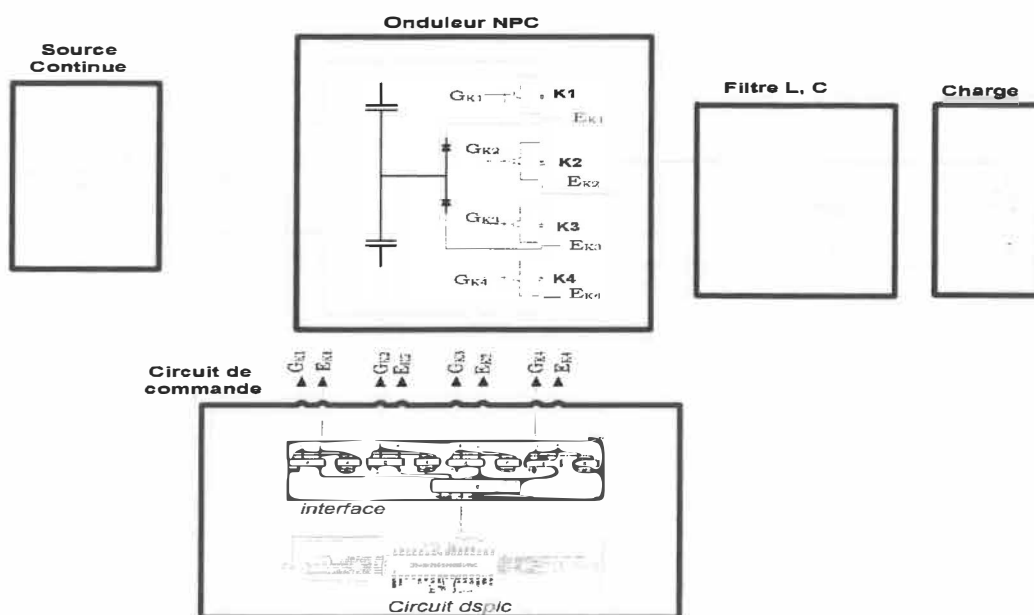 Onduleur NPC
Source
Continue
Filtre L, C
Charge
GK1
K1
EK1
GK2
K2
EK2
GK3
K3
EK3
GK4
K4
EK4
Circuit de
commande
GK1
EK1
GK2
EK2
GK3
EK2
GK4
EK4
interface
Circuit dspic